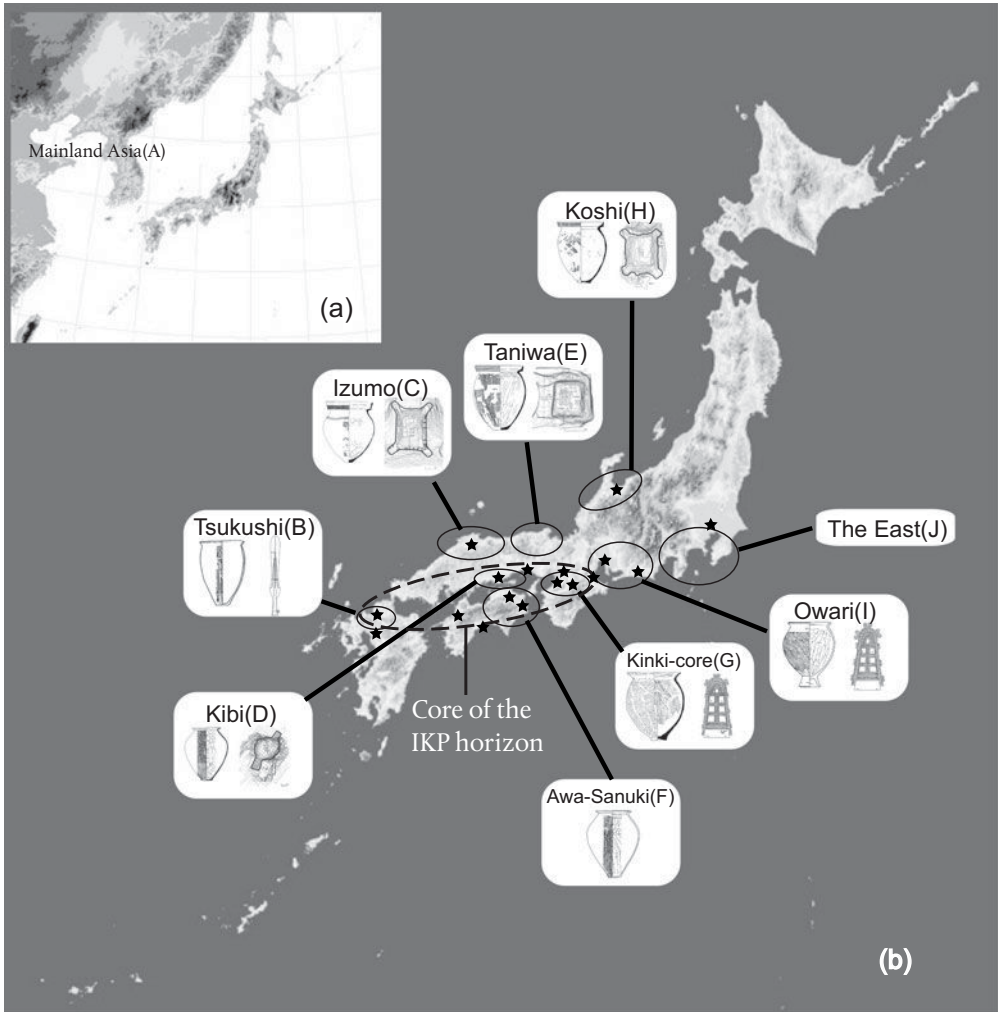 Mainland Asia(A)
(a)
Koshi(H)
Taniwa(E)
Izumo(C)
Tsukushi(B)
The East(J)
Owari(I)
Kinki-core(G)
Kibi(D)
Core of the
IKP horizon
Awa-Sanuki(F)
(b)